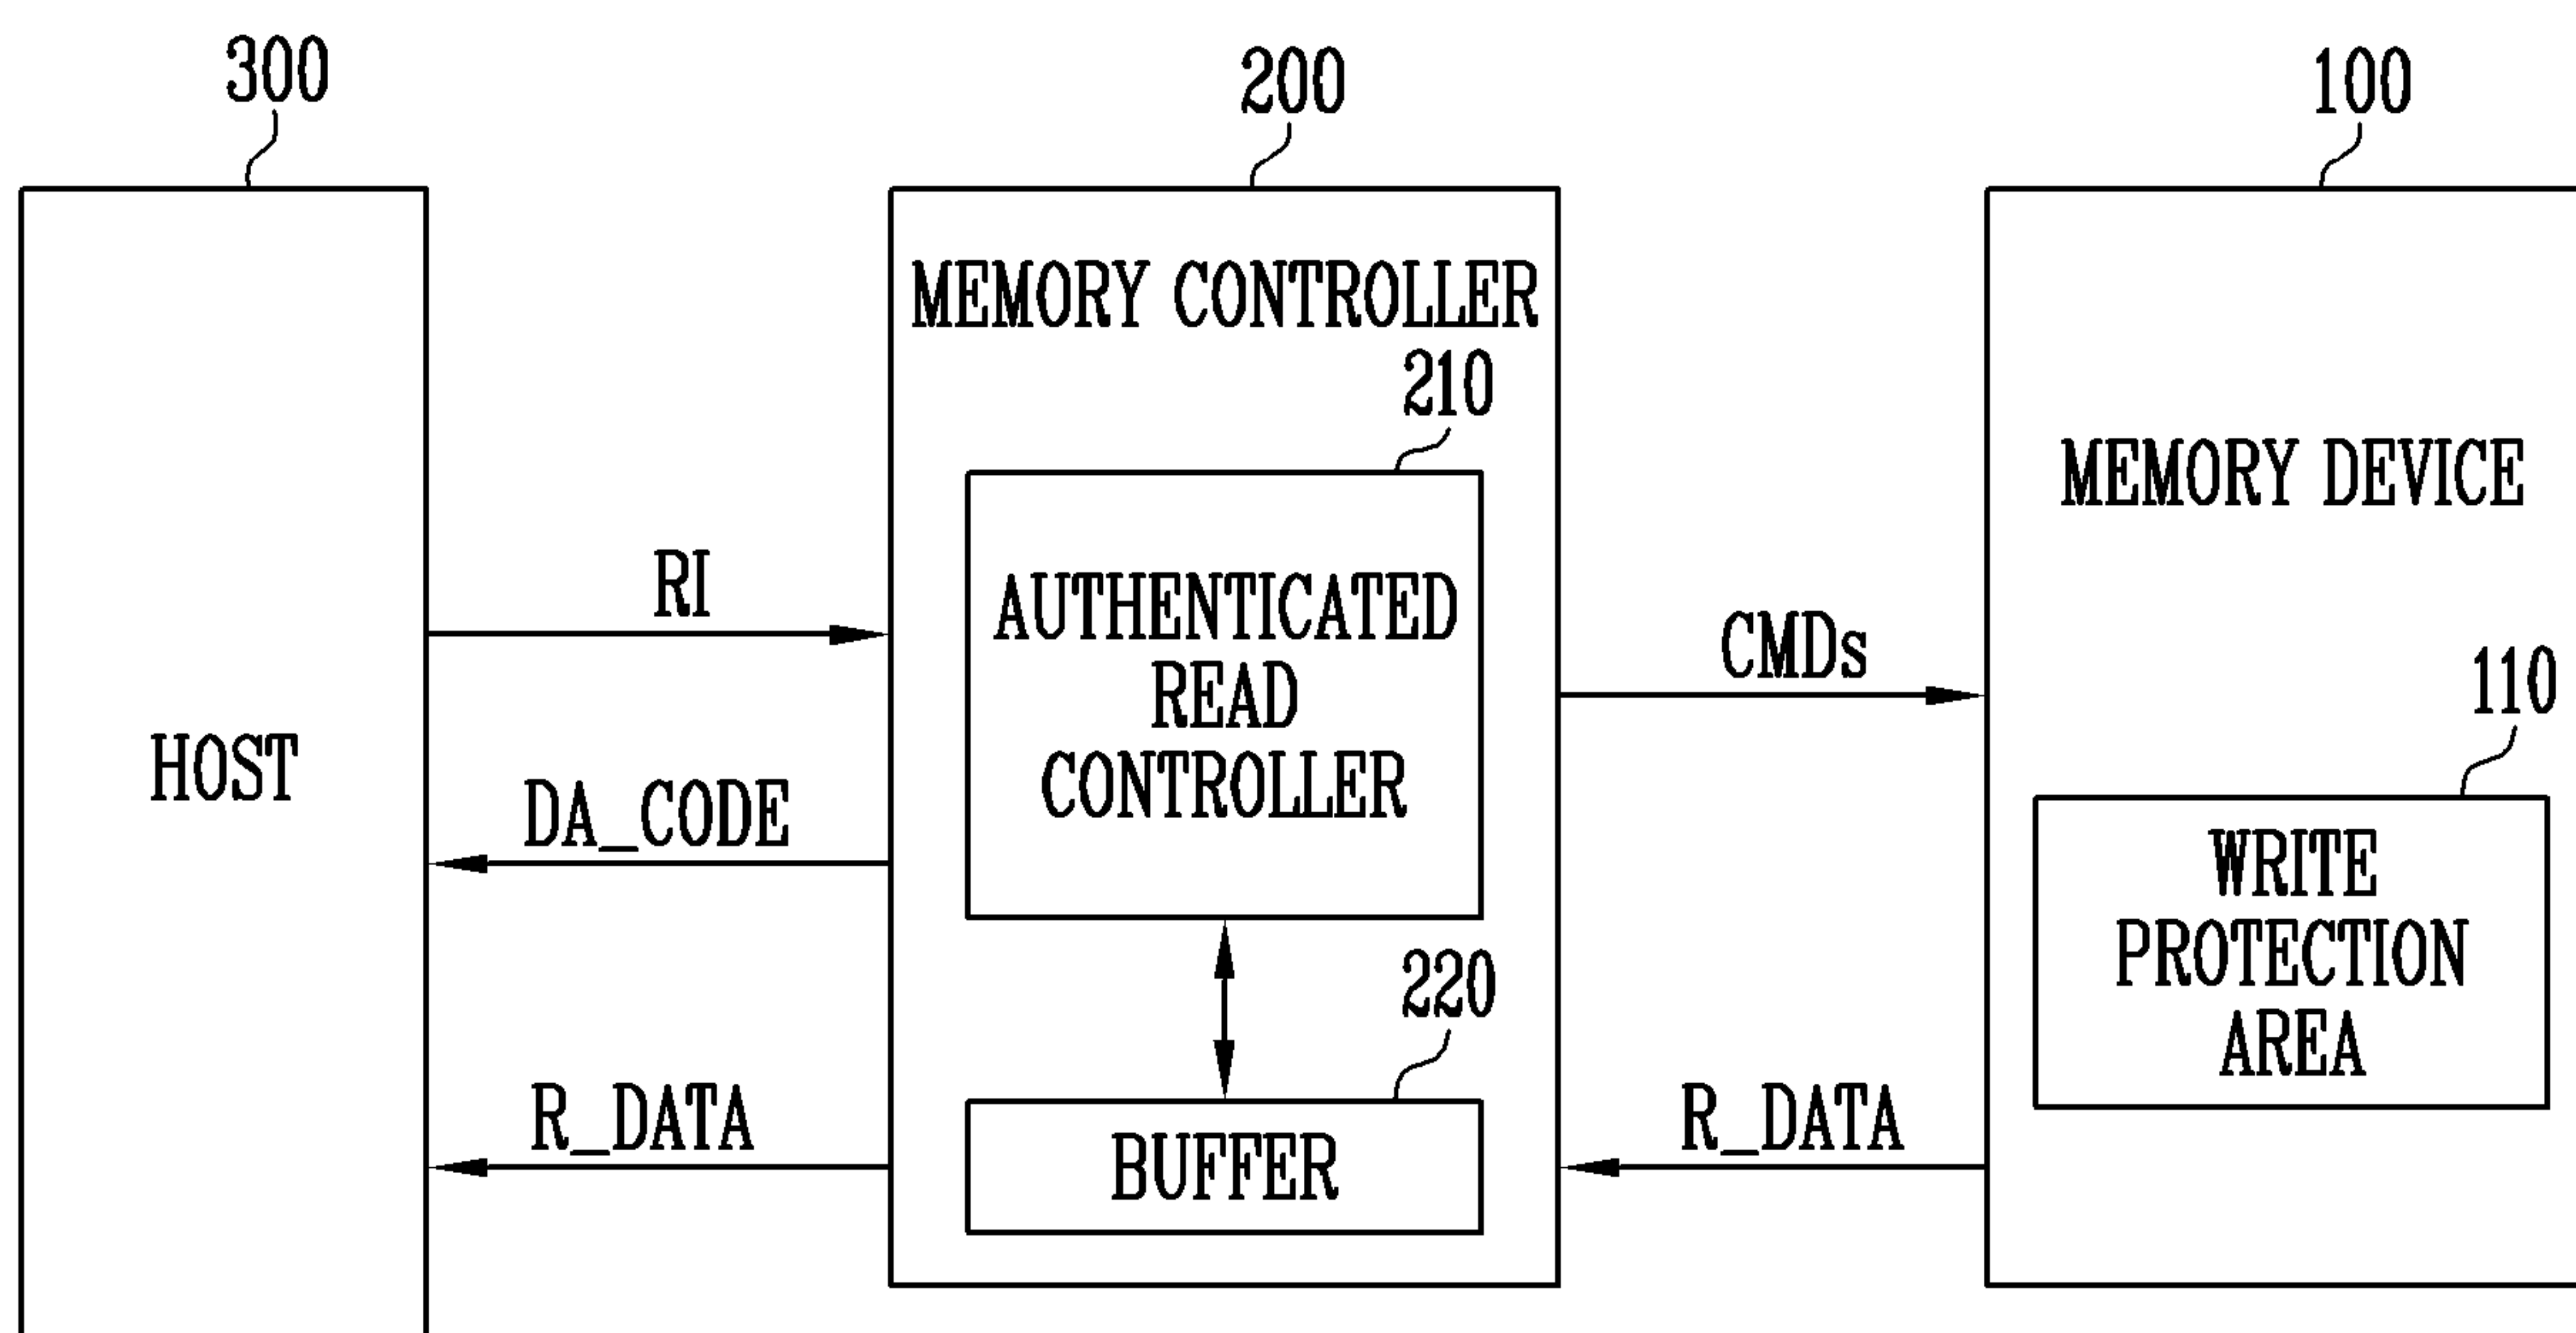 300
200
100
MEMORY CONTROLLER
210
MEMORY DEVICE
RI
AUTHENTICATED
READ
CONTROLLER
CMDs
110
HOST
DA_CODE
WRITE
PROTECTION
AREA
220
R_DATA
BUFFER
R_DATA